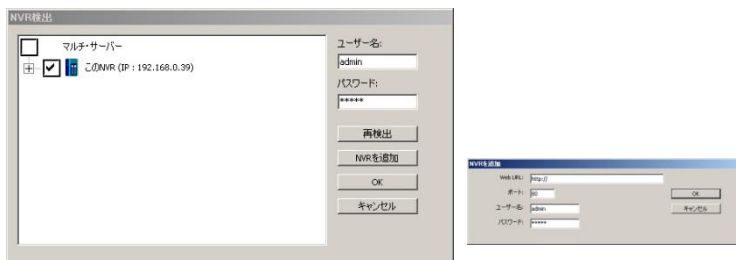 NVR検出
マルチ・サーバー
このNVR (IP : 192.168.0.39)
ユーザー名:
admin
パスワード:
*****
再検出
NVRを追加
OK
キャンセル
NVRを追加
Web URL: http://
ポート: 80
ユーザー名: admin
パスワード: *****
OK
キャンセル